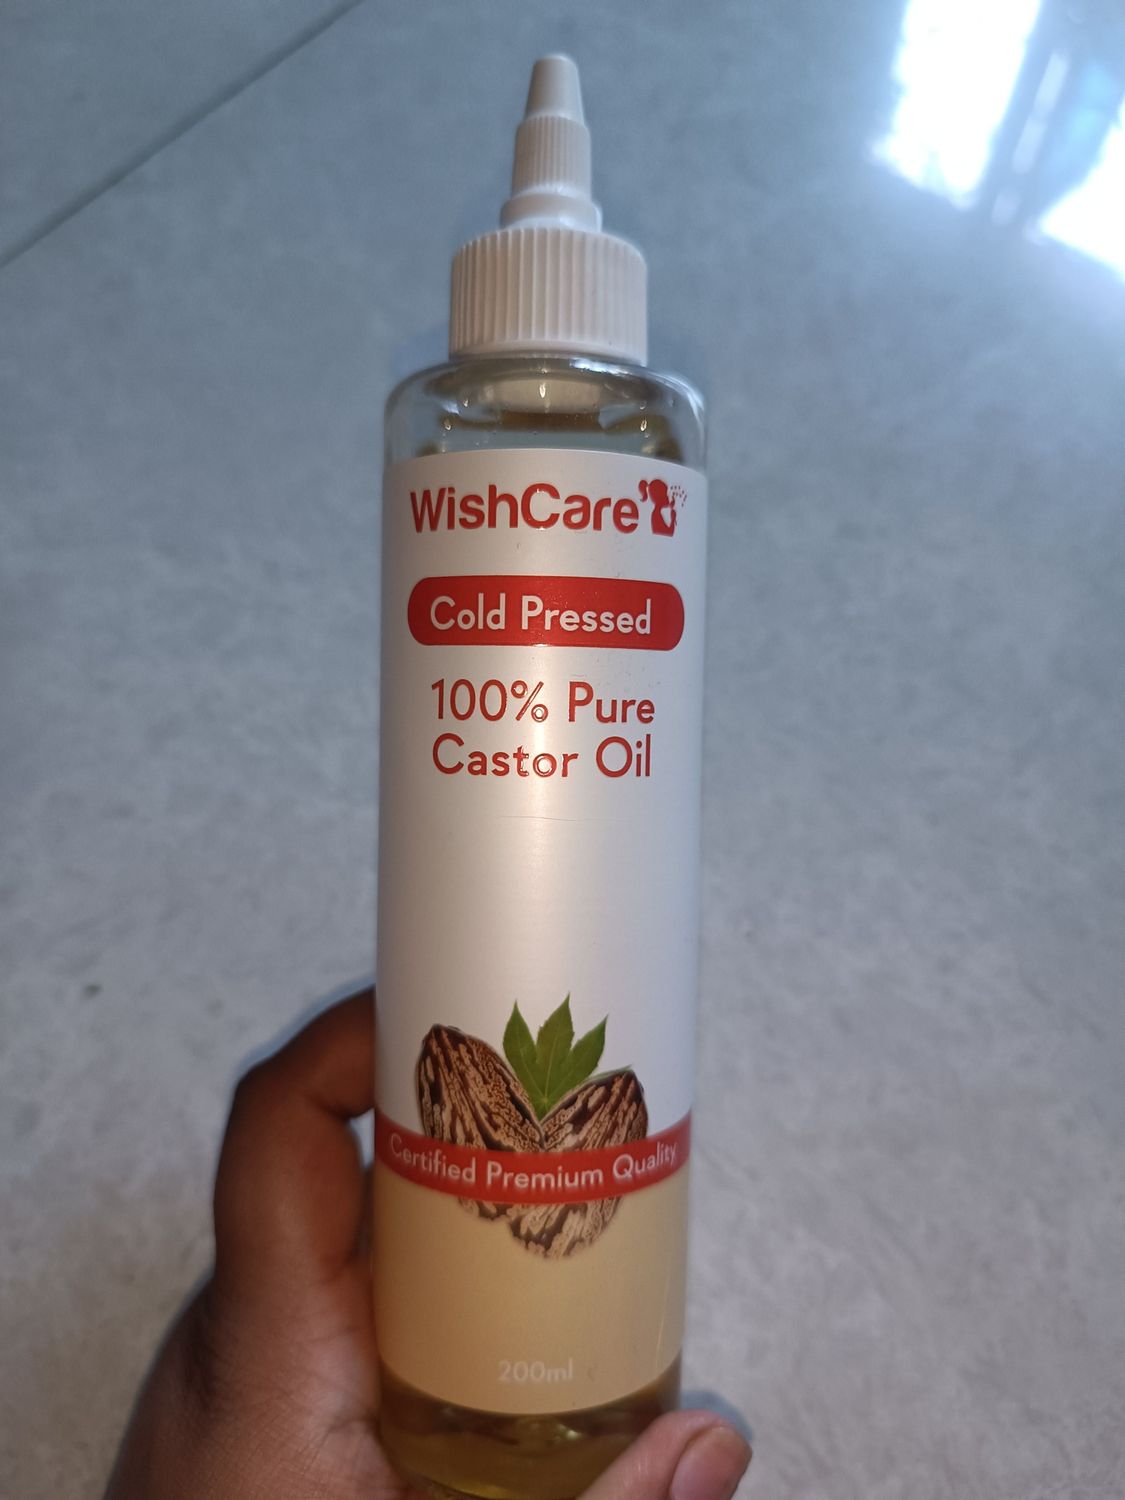 WishCare
Cold Pressed
100% Pure
Castor Oil
Certified Premium Quality
200ml